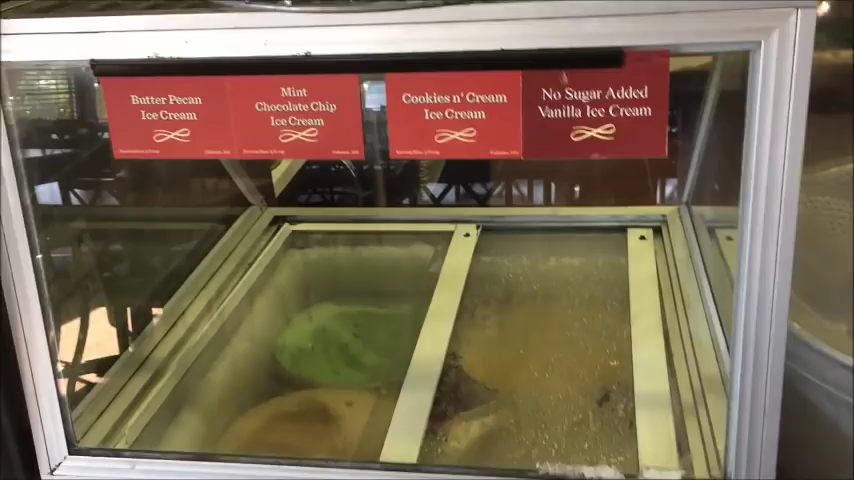 Butter Pecan
Ice Cream
Mint
Chocolate Chip
Ice Cream
Cookies n' Cream
Ice Cream
No Sugar Added
Vanilla Ice Cream